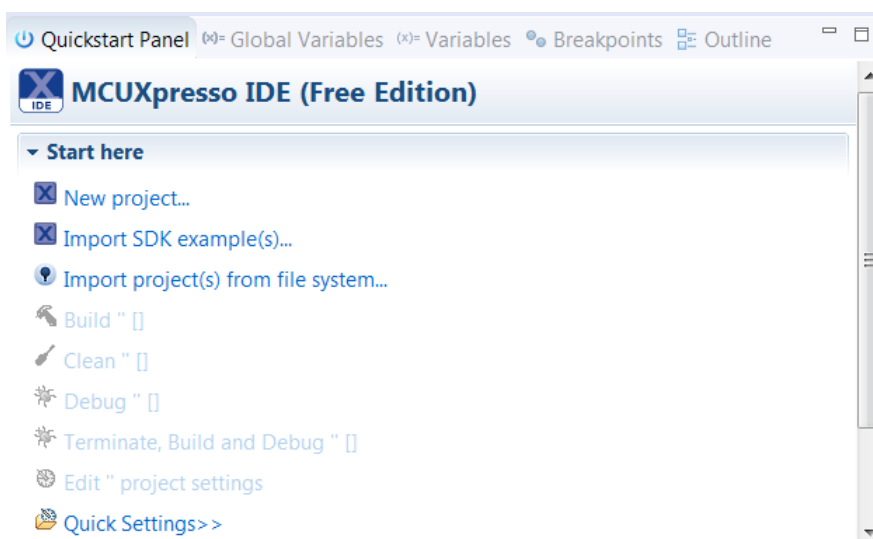 Quickstart Panel (x)= Global Variables (x)= Variables Breakpoints Outline
IDE MCUXpresso IDE (Free Edition)
Start here
New project...
Import SDK example(s)...
Import project(s) from file system...
Build '' []
Clean '' []
Debug '' []
Terminate, Build and Debug '' []
Edit '' project settings
Quick Settings>>